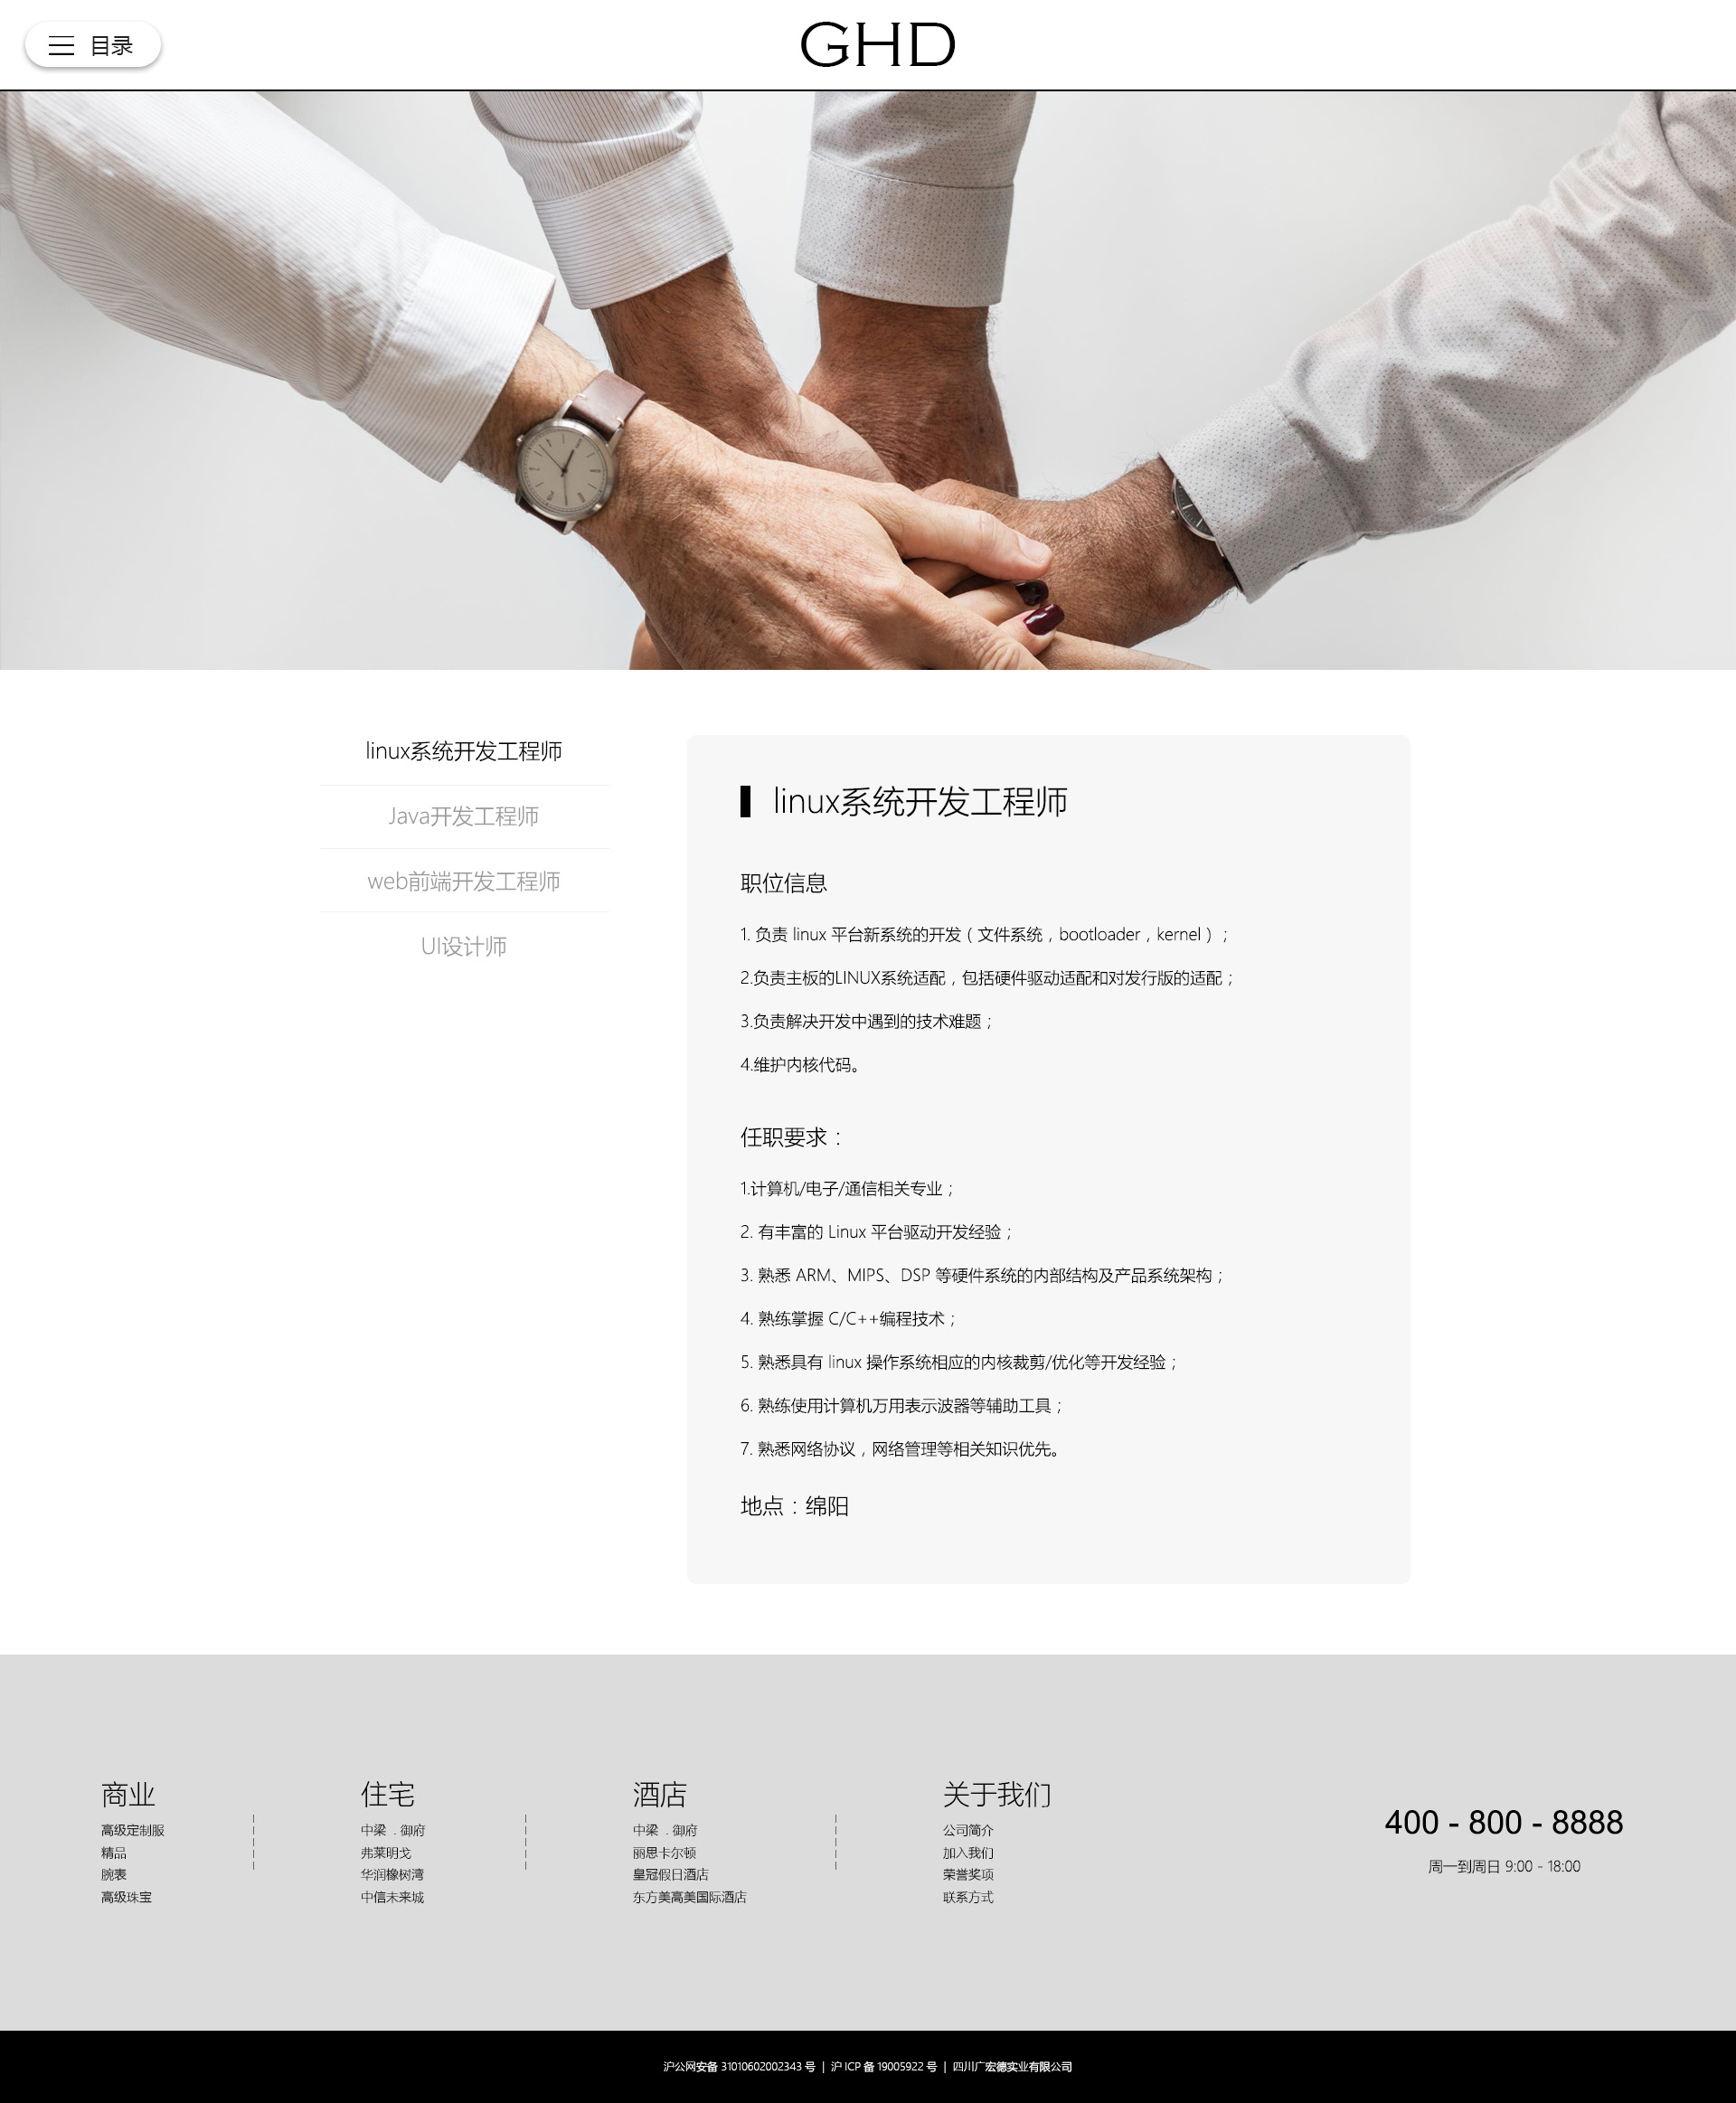 目录
GHD
linux系统开发工程师
Java开发工程师
web前端开发工程师
UI设计师
linux系统开发工程师
职位信息
1. 负责 linux 平台新系统的开发（文件系统，bootloader，kernel）；
2.负责主板的LINUX系统适配，包括硬件驱动适配和对发行版的适配；
3.负责解决开发中遇到的技术难题；
4.维护内核代码。
任职要求：
1.计算机/电子/通信相关专业；
2. 有丰富的 Linux 平台驱动开发经验；
3. 熟悉 ARM、MIPS、DSP 等硬件系统的内部结构及产品系统架构；
4. 熟练掌握 C/C++编程技术；
5. 熟悉具有 linux 操作系统相应的内核裁剪/优化等开发经验；
6. 熟练使用计算机万用表示波器等辅助工具；
7. 熟悉网络协议，网络管理等相关知识优先。
地点：绵阳
商业
高级定制服
精品
腕表
高级珠宝
住宅
中梁 . 御府
弗莱明戈
华润橡树湾
中信未来城
酒店
中梁 . 御府
丽思卡尔顿
皇冠假日酒店
东方美高美国际酒店
关于我们
公司简介
加入我们
荣誉奖项
联系方式
400 - 800 - 8888
周一到周日 9:00 - 18:00
沪公网安备 31010602002343 号 | 沪 ICP 备 19005922 号 | 四川广宏德实业有限公司